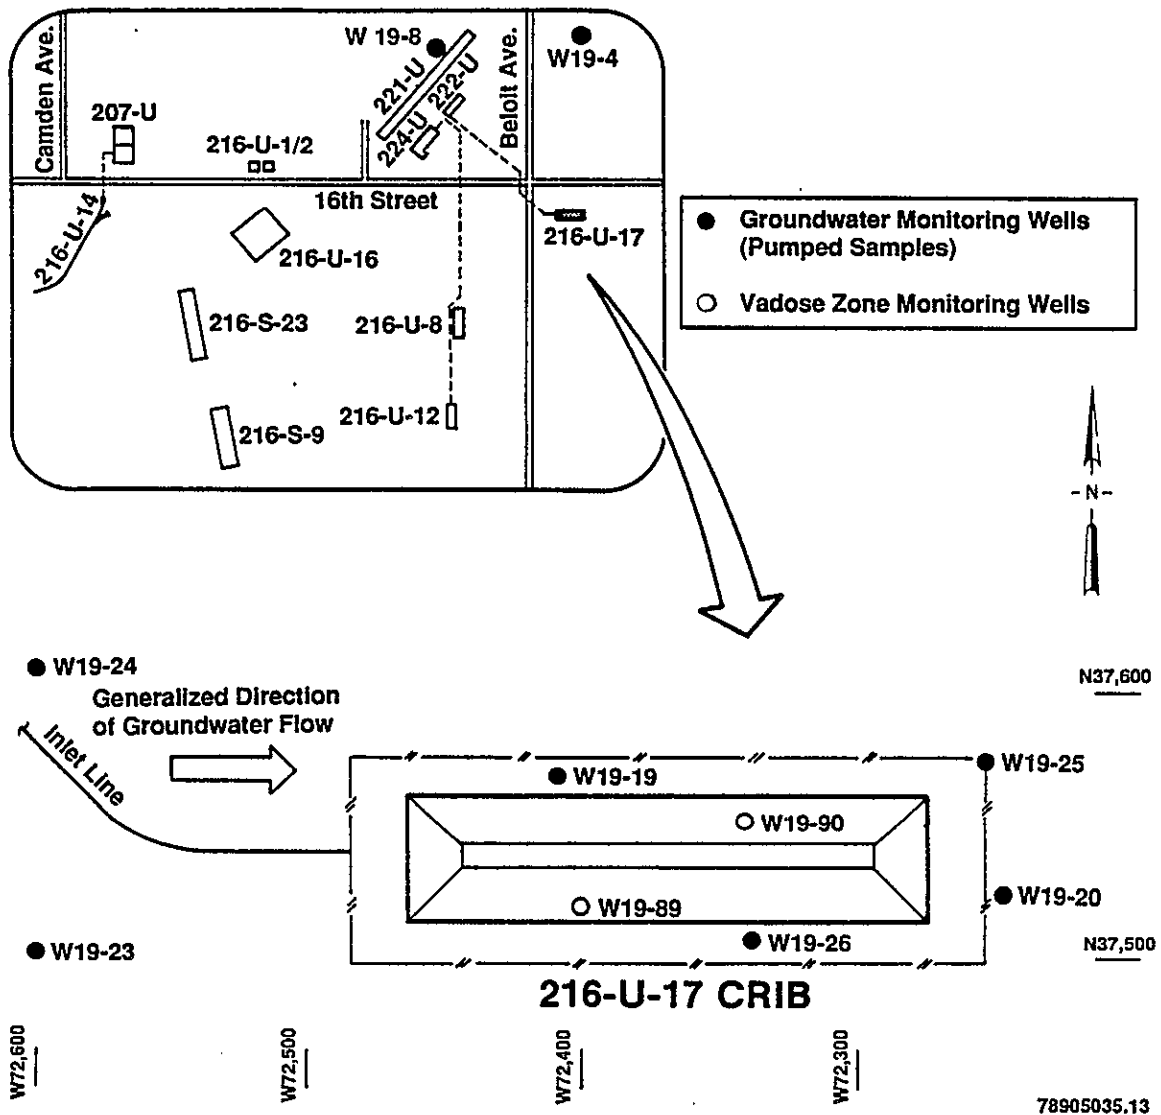 Camden Ave.
W 19-8
Beloit Ave.
W19-4
221-U
222-U
224-U
207-U
216-U-1/2
16th Street
216-U-14
216-U-16
216-U-17
216-S-23
216-U-8
216-U-12
216-S-9
Groundwater Monitoring Wells
(Pumped Samples)
Vadose Zone Monitoring Wells
- N -
W19-24
Generalized Direction
of Groundwater Flow
Inlet Line
N37,600
W19-19
W19-25
W19-90
W19-89
W19-20
W19-23
W19-26
N37,500
216-U-17 CRIB
W72,600
W72,500
W72,400
W72,300
78905035.13